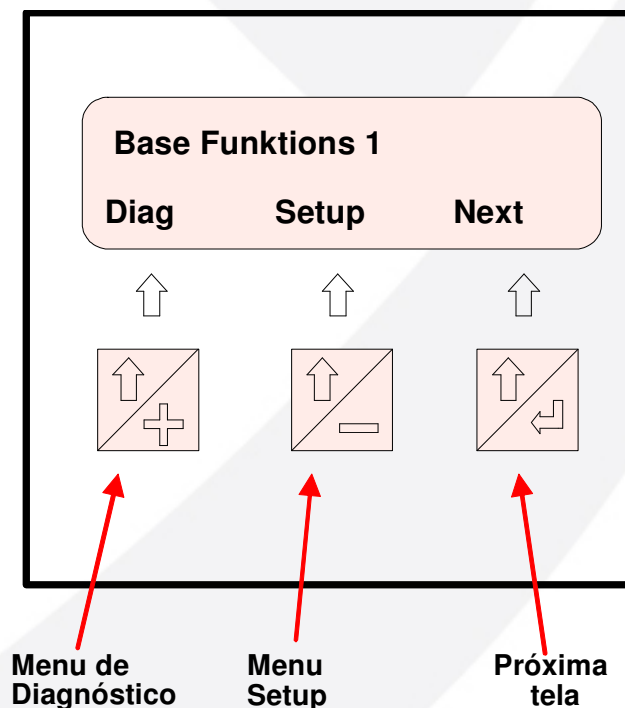 Base Funktions 1
Diag Setup Next
Menu de Menu Próxima
Diagnóstico Setup tela